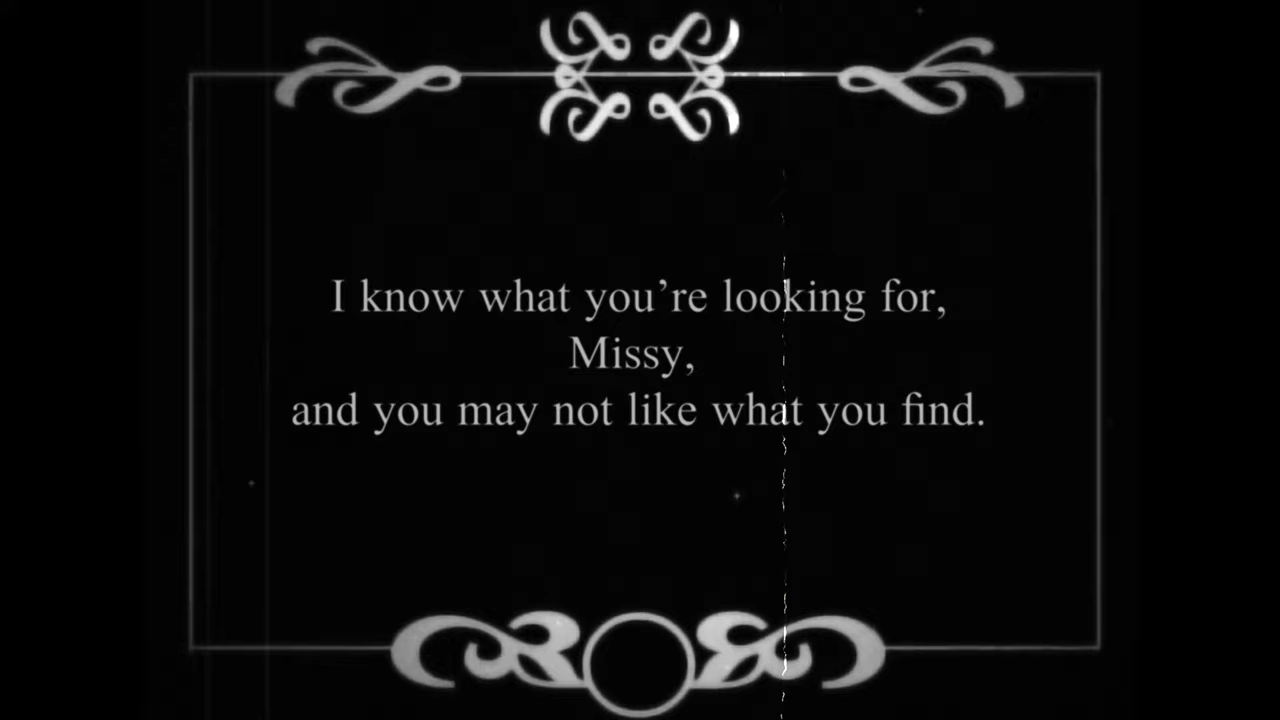 I know what you’re looking for,
Missy,
and you may not like what you find.